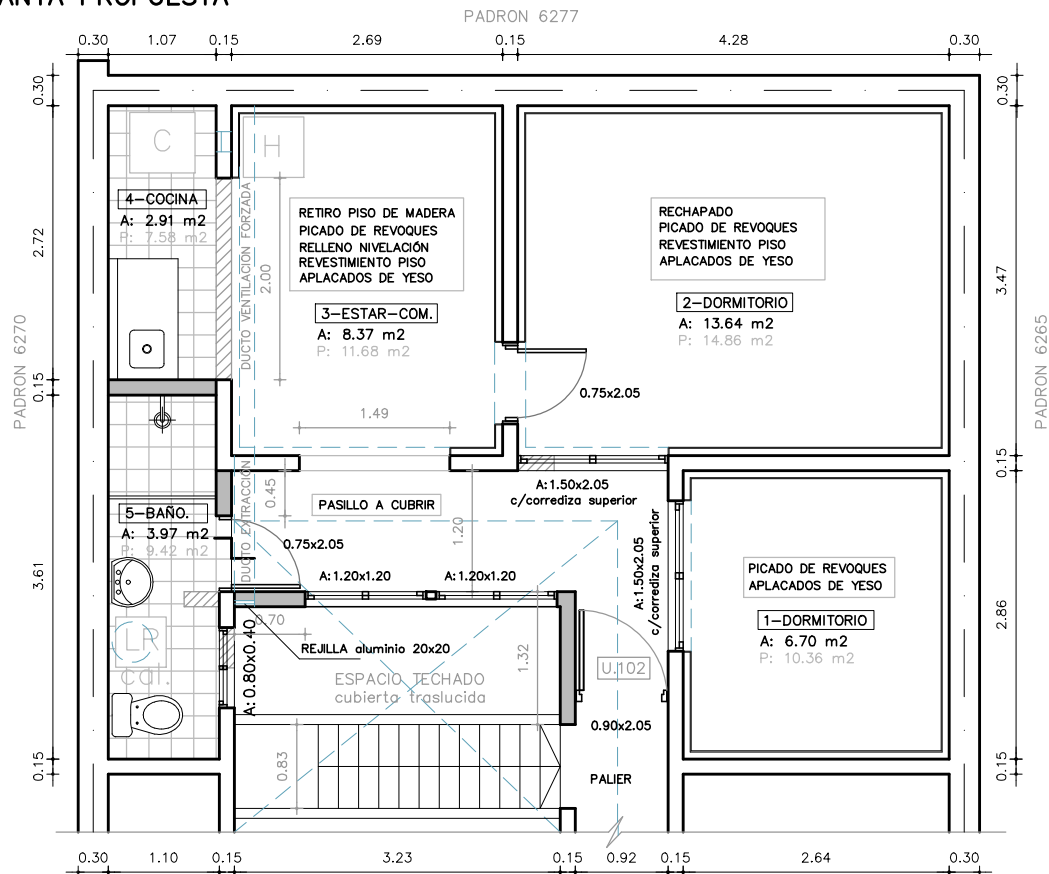 PLANTA PROPUESTA
PADRON 6277
0.30 1.07 0.15 2.69 0.15 4.28 0.30
0.30
0.30
C
H
4-COCINA
A: 2.91 m2
P: 7.58 m2
DUCTO VENTILACION FORZADA
2.00
RETIRO PISO DE MADERA
PICADO DE REVOQUES
RELLENO NIVELACIÓN
REVESTIMIENTO PISO
APLACADOS DE YESO
3-ESTAR-COM.
A: 8.37 m2
P: 11.68 m2
RECHAPADO
PICADO DE REVOQUES
REVESTIMIENTO PISO
APLACADOS DE YESO
2-DORMITORIO
A: 13.64 m2
P: 14.86 m2
2.72
3.47
PADRON 6270
PADRON 6265
0.15
0.75x2.05
1.49
0.15
A:1.50x2.05
c/corrediza superior
PASILLO A CUBRIR
0.45
1.20
DUCTO EXTRACCION
5-BAÑO.
A: 3.97 m2
P: 9.42 m2
0.75x2.05
A:1.20x1.20
A:1.20x1.20
A:1.50x2.05
c/corrediza superior
PICADO DE REVOQUES
APLACADOS DE YESO
1-DORMITORIO
A: 6.70 m2
P: 10.36 m2
3.61
2.86
0.70
REJILLA aluminio 20x20
1.32
LR
cal.
A: 0.80x0.40
ESPACIO TECHADO
cubierta traslucida
U.102
0.90x2.05
0.83
PALIER
0.15
0.15
0.30 1.10 0.15 3.23 0.15 0.92 0.15 2.64 0.30